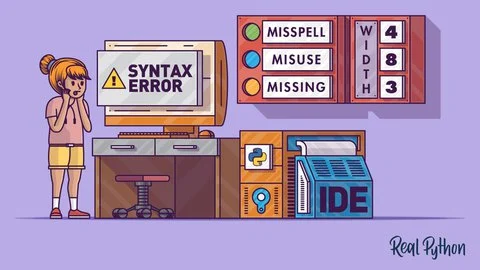 SYNTAX
ERROR
MISSPELL
MISUSE
MISSING
WIDTH
4
8
3
IDE
Real Python